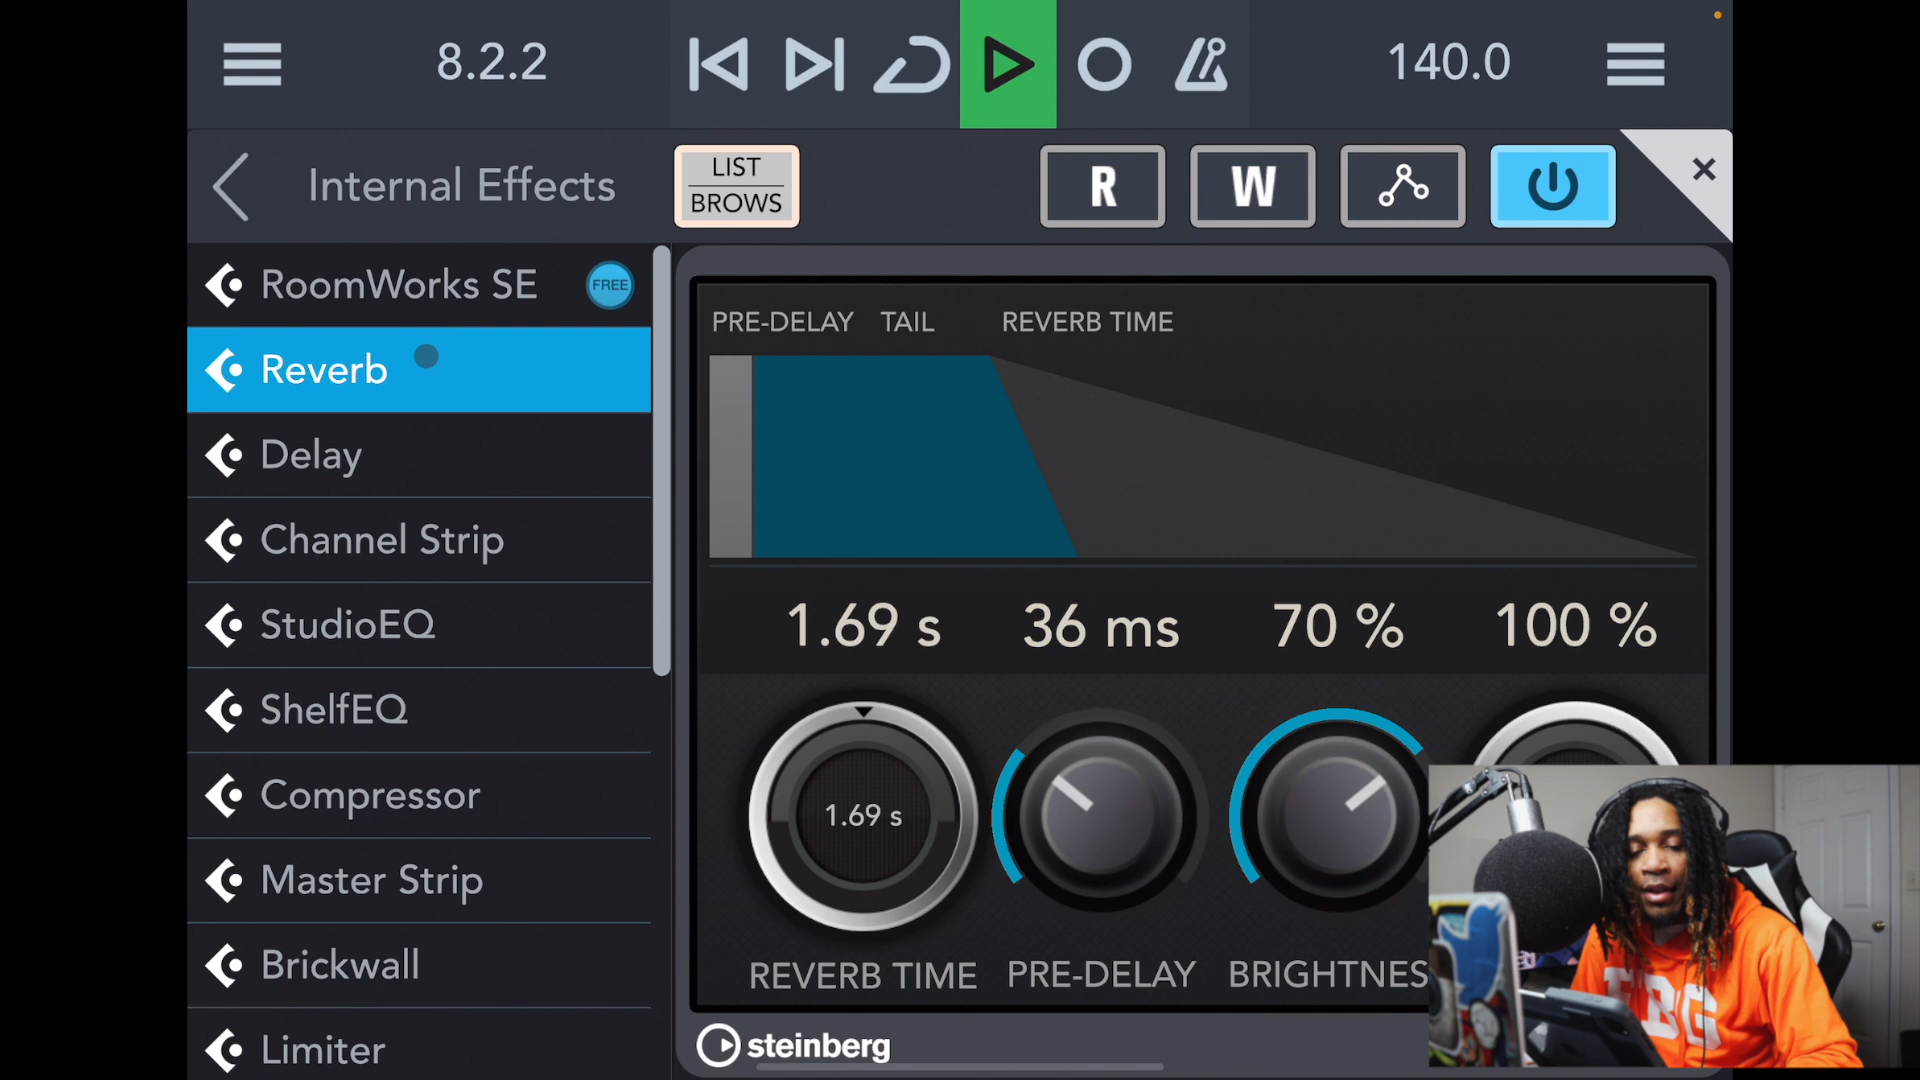 8.2.2
140.0
Internal Effects
LIST
BROWS
R
W
RoomWorks SE
FREE
Reverb
Delay
Channel Strip
StudioEQ
ShelfEQ
Compressor
Master Strip
Brickwall
Limiter
PRE-DELAY TAIL REVERB TIME
1.69 s 36 ms 70 % 100 %
1.69 s
REVERB TIME PRE-DELAY BRIGHTNES
steinberg